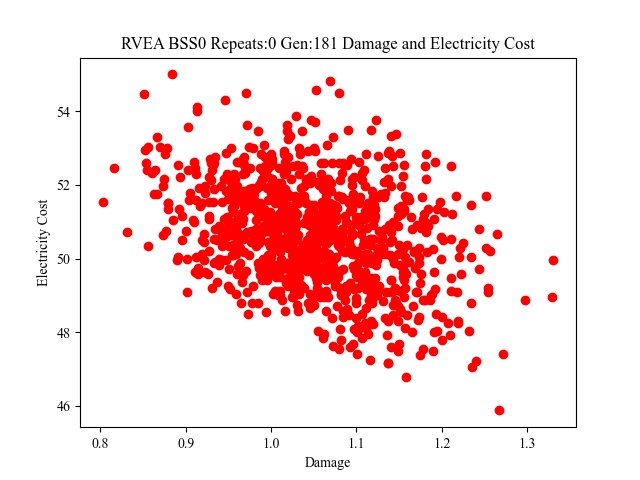 RVEA BSS0 Repeats:0 Gen:181 Damage and Electricity Cost
54
52
50
48
46
Electricity Cost
0.8 0.9 1.0 1.1 1.2 1.3
Damage